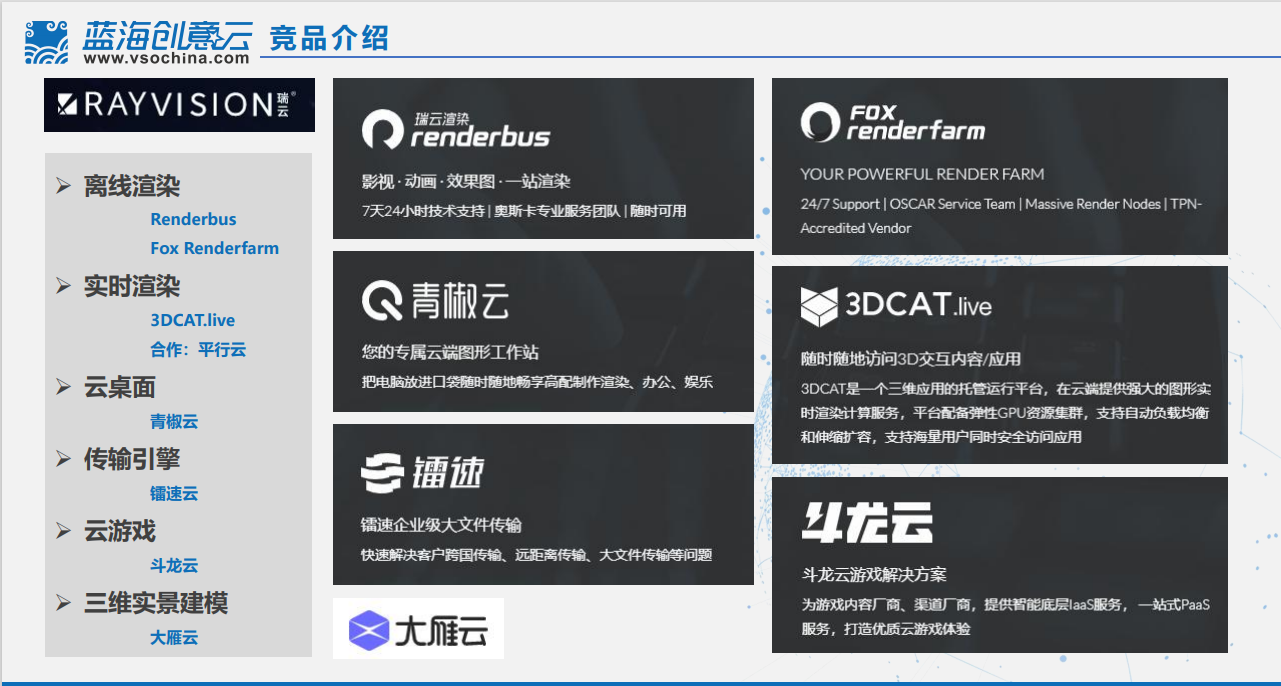 蓝海创意云
www.vsochina.com
竞品介绍
RAYVISION 瑞云®
离线渲染
Renderbus
Fox Renderfarm
实时渲染
3DCAT.live
合作：平行云
云桌面
青椒云
传输引擎
镭速云
云游戏
斗龙云
三维实景建模
大雁云
瑞云渲染
renderbus
影视·动画·效果图·一站渲染
7天24小时技术支持 | 奥斯卡专业服务团队 | 随时可用
青椒云
您的专属云端图形工作站
把电脑放进口袋随时随地畅享高配制作渲染、办公、娱乐
镭速
镭速企业级大文件传输
快速解决客户跨国传输、远距离传输、大文件传输等问题
大雁云
FOX
renderfarm
YOUR POWERFUL RENDER FARM
24/7 Support | OSCAR Service Team | Massive Render Nodes | TPN-
Accredited Vendor
3DCAT.live
随时随地访问3D交互内容/应用
3DCAT是一个三维应用的托管运行平台，在云端提供强大的图形实
时渲染计算服务，平台配备弹性GPU资源集群，支持自动负载均衡
和伸缩扩容，支持海量用户同时安全访问应用
斗龙云
斗龙云游戏解决方案
为游戏内容厂商、渠道厂商，提供智能底层IaaS服务，一站式PaaS
服务，打造优质云游戏体验